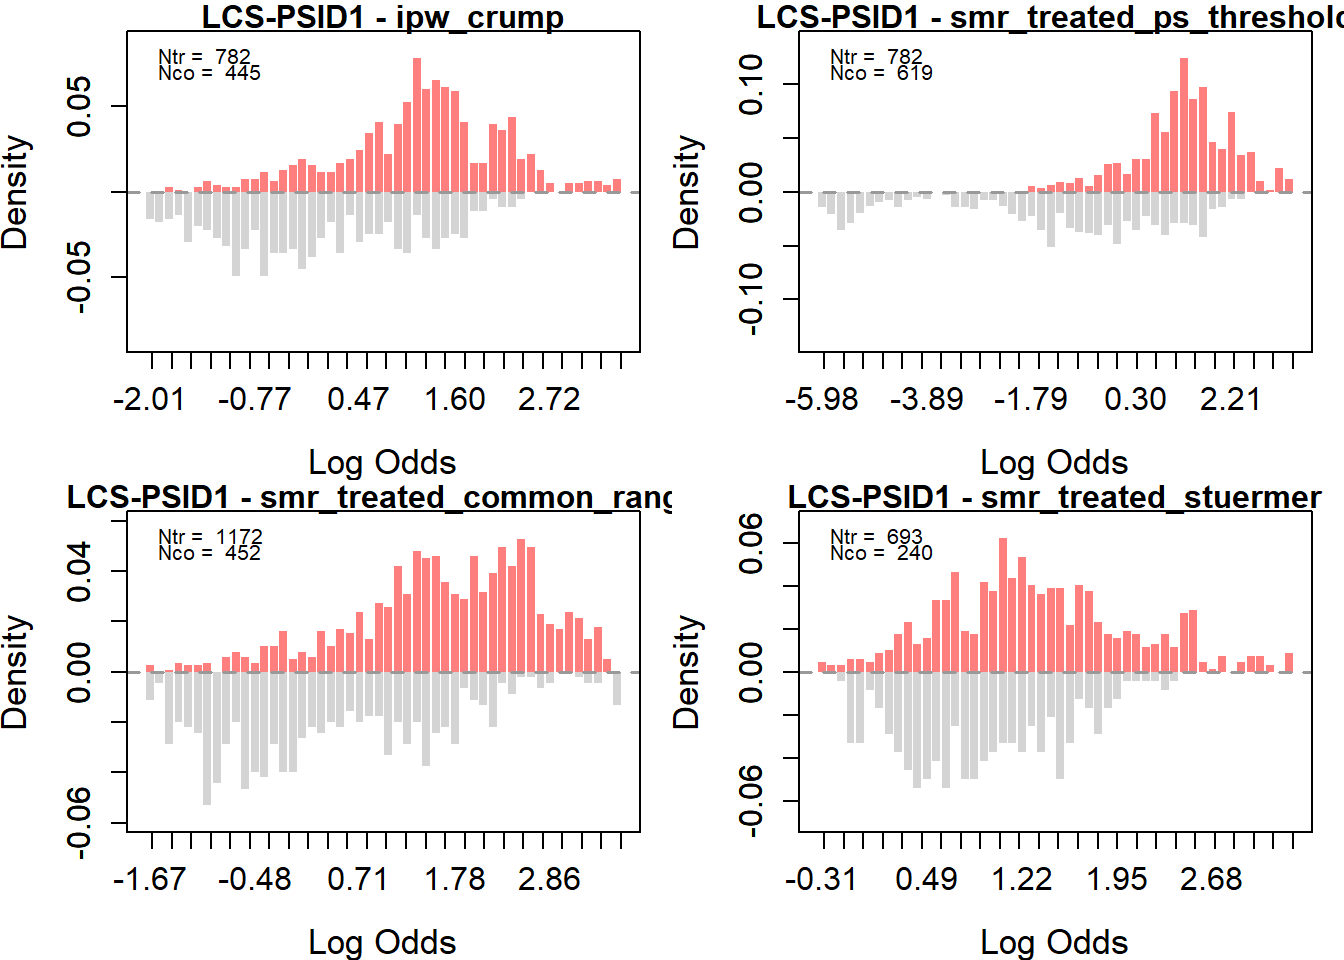 LCS-PSID1 - ipw_crump
Ntr = 782
Nco = 445
Density
0.05
-0.05
-2.01 -0.77 0.47 1.60 2.72
Log Odds
LCS-PSID1 - smr_treated_ps_threshold
Ntr = 782
Nco = 619
Density
0.10
0.00
-0.10
-5.98 -3.89 -1.79 0.30 2.21
Log Odds
LCS-PSID1 - smr_treated_common_rang
Ntr = 1172
Nco = 452
Density
0.04
0.00
-0.06
-1.67 -0.48 0.71 1.78 2.86
Log Odds
LCS-PSID1 - smr_treated_stuermer
Ntr = 693
Nco = 240
Density
0.06
0.00
-0.06
-0.31 0.49 1.22 1.95 2.68
Log Odds